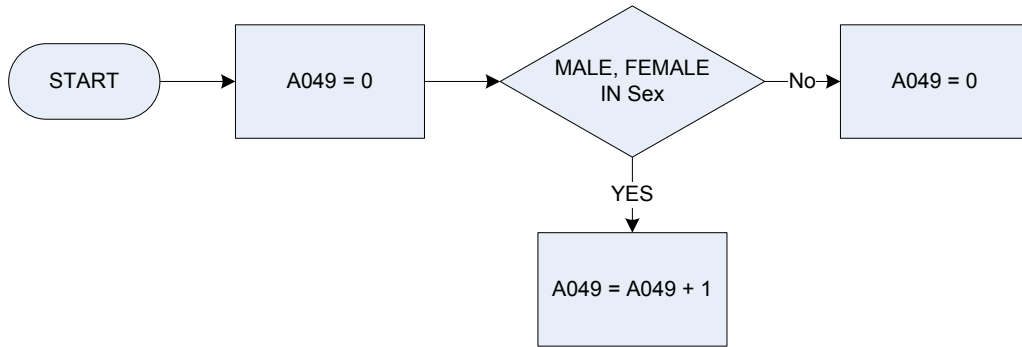 START
A049 = 0
MALE, FEMALE
IN Sex
No
A049 = 0
YES
A049 = A049 + 1